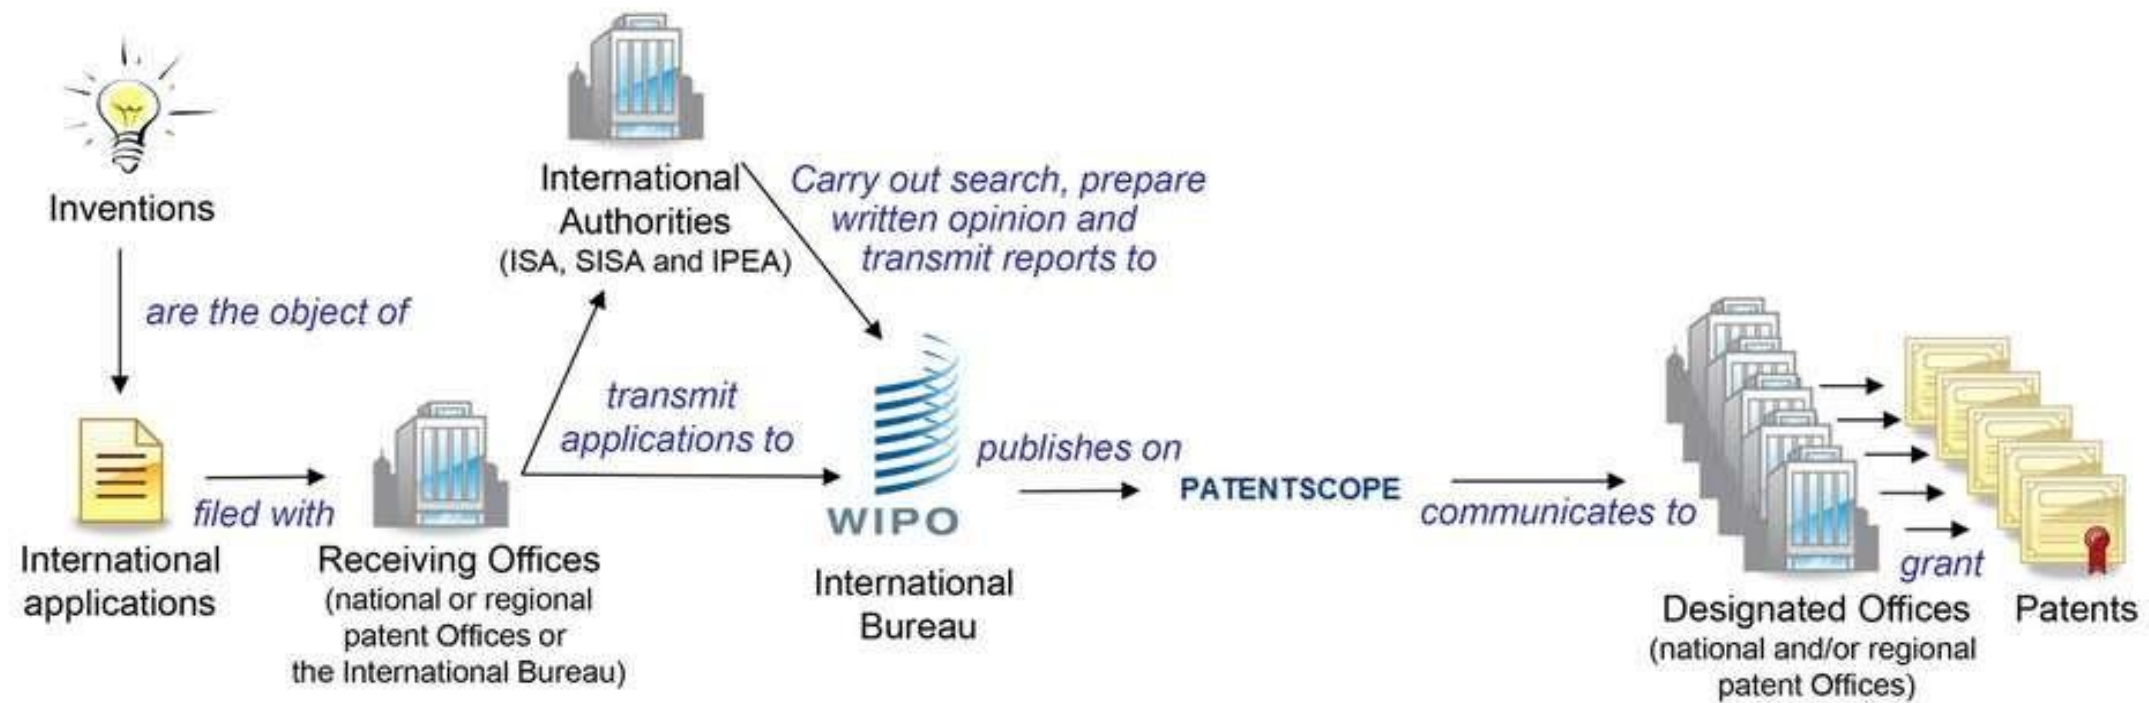 Inventions
are the object of
International
applications
filed with
Receiving Offices
(national or regional
patent Offices or
the International Bureau)
transmit
applications to
International
Authorities
(ISA, SISA and IPEA)
Carry out search, prepare
written opinion and
transmit reports to
WIPO
International
Bureau
publishes on
PATENTSCOPE
communicates to
Designated Offices
(national and/or regional
patent Offices)
grant
Patents